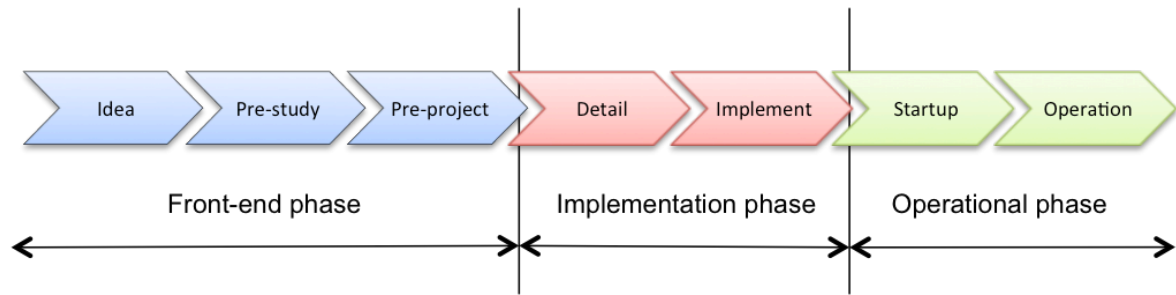 Idea
Pre-study
Pre-project
Detail
Implement
Startup
Operation
Front-end phase
Implementation phase
Operational phase